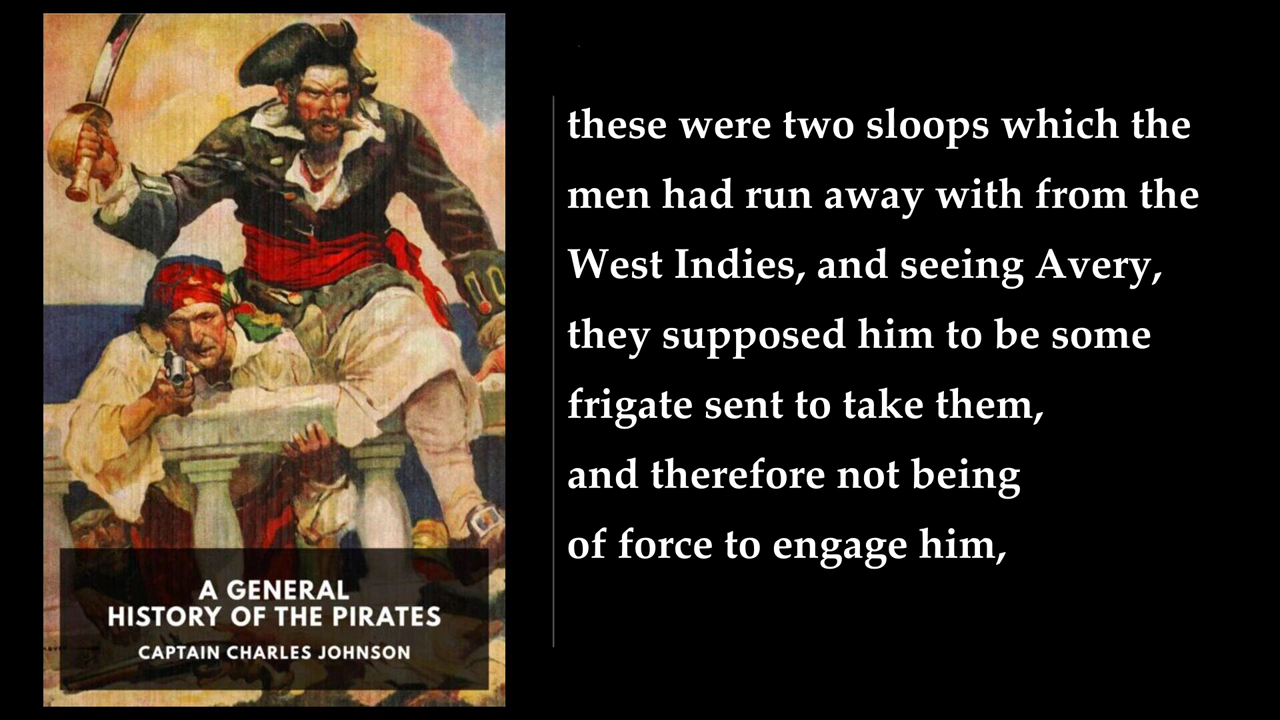 A GENERAL
HISTORY OF THE PIRATES
CAPTAIN CHARLES JOHNSON
these were two sloops which the
men had run away with from the
West Indies, and seeing Avery,
they supposed him to be some
frigate sent to take them,
and therefore not being
of force to engage him,